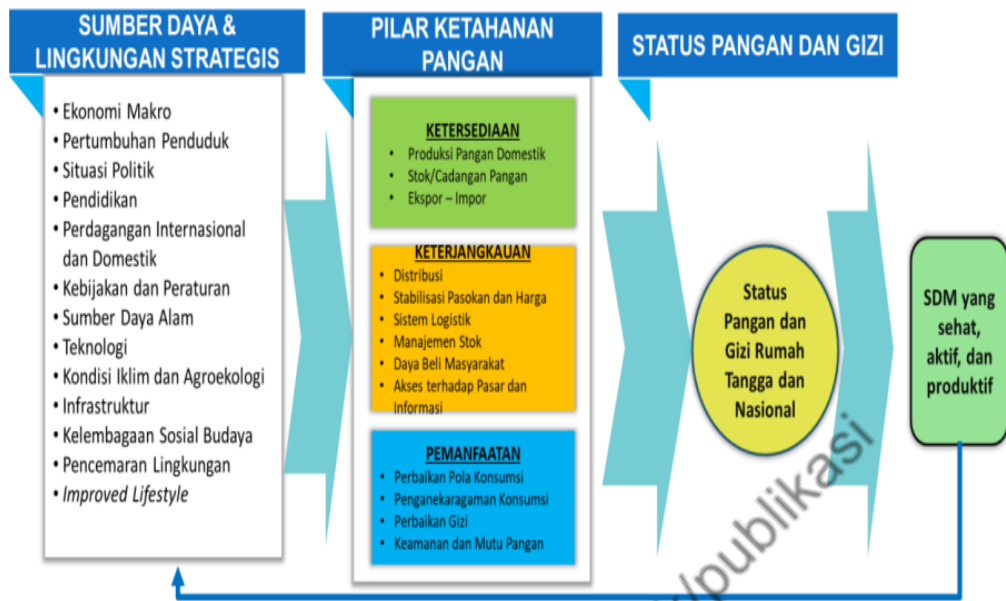 SUMBER DAYA &
LINGKUNGAN STRATEGIS
• Ekonomi Makro
• Pertumbuhan Penduduk
• Situasi Politik
• Pendidikan
• Perdagangan Internasional
dan Domestik
• Kebijakan dan Peraturan
• Sumber Daya Alam
• Teknologi
• Kondisi Iklim dan Agroekologi
• Infrastruktur
• Kelembagaan Sosial Budaya
• Pencemaran Lingkungan
• Improved Lifestyle
PILAR KETAHANAN
PANGAN
KETERSEDIAAN
• Produksi Pangan Domestik
• Stok/Cadangan Pangan
• Ekspor – Impor
KETERJANGKAUAN
• Distribusi
• Stabilisasi Pasokan dan Harga
• Sistem Logistik
• Manajemen Stok
• Daya Beli Masyarakat
• Akses terhadap Pasar dan
Informasi
PEMANFAATAN
• Perbaikan Pola Konsumsi
• Penganekaragaman Konsumsi
• Perbaikan Gizi
• Keamanan dan Mutu Pangan
STATUS PANGAN DAN GIZI
Status
Pangan dan
Gizi Rumah
Tangga dan
Nasional
SDM yang
sehat,
aktif, dan
produktif
/publikasi